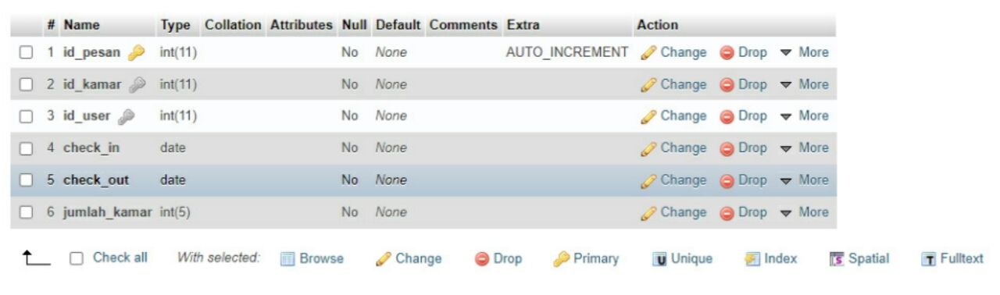 # Name Type Collation Attributes Null Default Comments Extra Action
1 id_pesan int(11) No None AUTO_INCREMENT Change Drop More
2 id_kamar int(11) No None Change Drop More
3 id_user int(11) No None Change Drop More
4 check_in date No None Change Drop More
5 check_out date No None Change Drop More
6 jumlah_kamar int(5) No None Change Drop More
Check all With selected: Browse Change Drop Primary Unique Index Spatial Fulltext